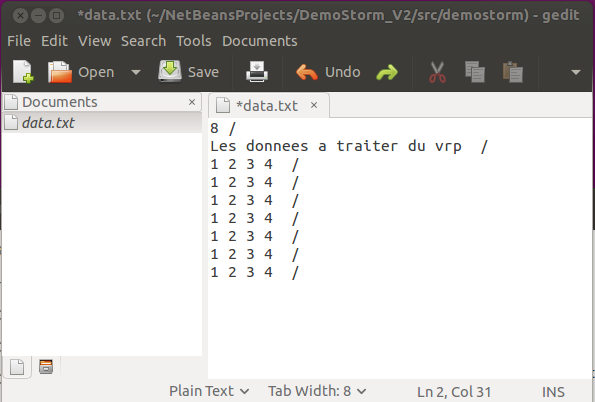 *data.txt (~/NetBeansProjects/DemoStorm_V2/src/demostorm) - gedit
File Edit View Search Tools Documents
Open Save Undo
Documents ×
data.txt
*data.txt ×
8 /
Les donnees a traiter du vrp  /
1 2 3 4  /
1 2 3 4  /
1 2 3 4  /
1 2 3 4  /
1 2 3 4  /
1 2 3 4  /
1 2 3 4  /
Plain Text Tab Width: 8 Ln 2, Col 31 INS